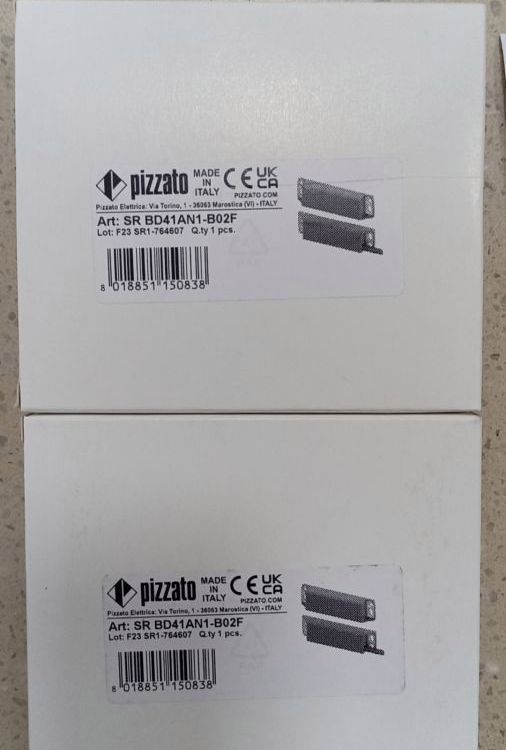 pizzato
MADE IN ITALY
CE UK CA
PIZZATO.COM
Pizzato Elettrica: Via Torino, 1 - 36063 Marostica (VI) - ITALY
Art: SR BD41AN1-B02F
Lot: F23 SR1-764607 Q.ty 1 pcs.
8 018851 150838
pizzato
MADE IN ITALY
CE UK CA
PIZZATO.COM
Pizzato Elettrica: Via Torino, 1 - 36063 Marostica (VI) - ITALY
Art: SR BD41AN1-B02F
Lot: F23 SR1-764607 Q.ty 1 pcs.
8 018851 150838